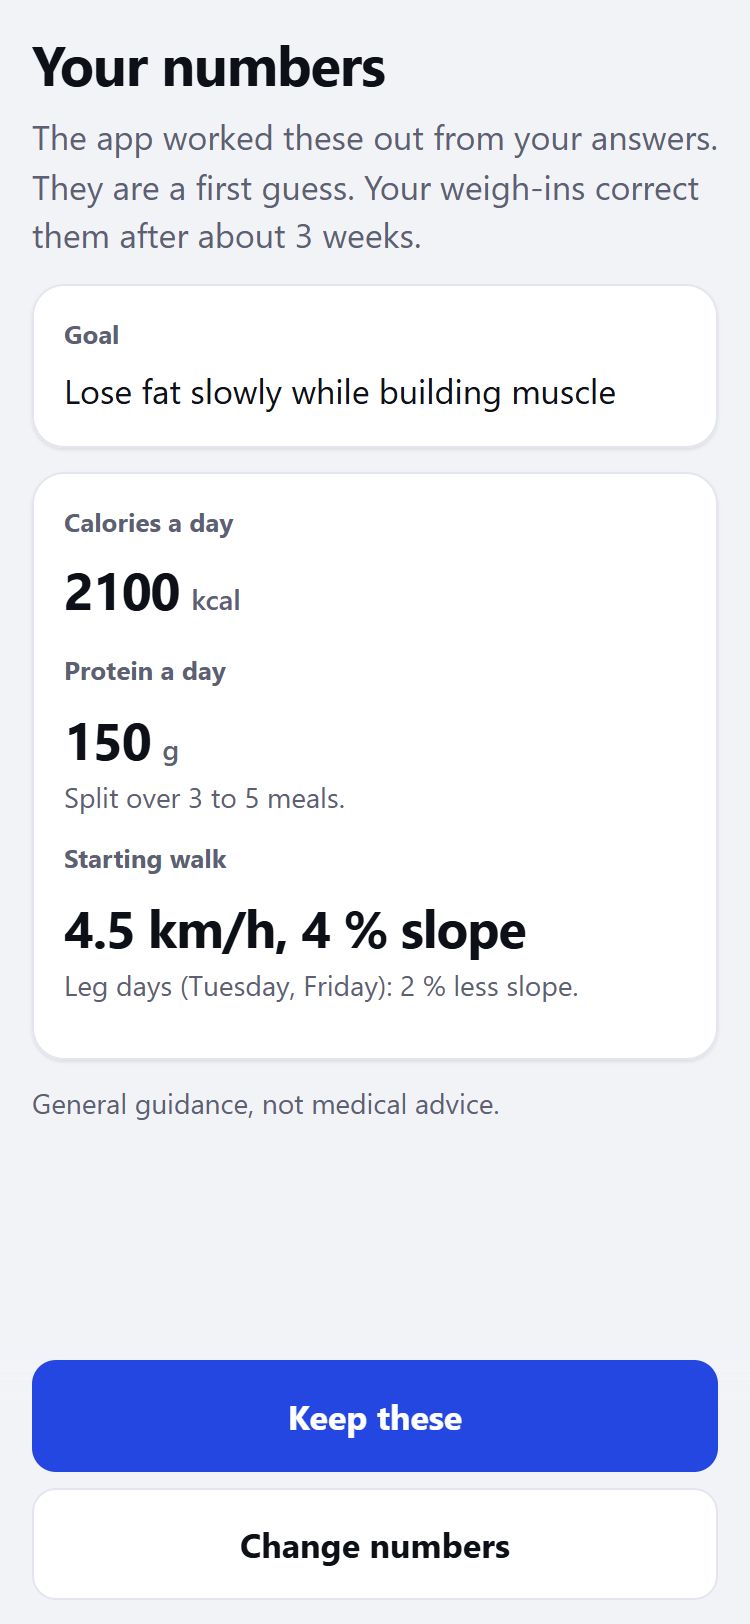 Your numbers
The app worked these out from your answers.
They are a first guess. Your weigh-ins correct
them after about 3 weeks.
Goal
Lose fat slowly while building muscle
Calories a day
2100 kcal
Protein a day
150 g
Split over 3 to 5 meals.
Starting walk
4.5 km/h, 4 % slope
Leg days (Tuesday, Friday): 2 % less slope.
General guidance, not medical advice.
Keep these
Change numbers